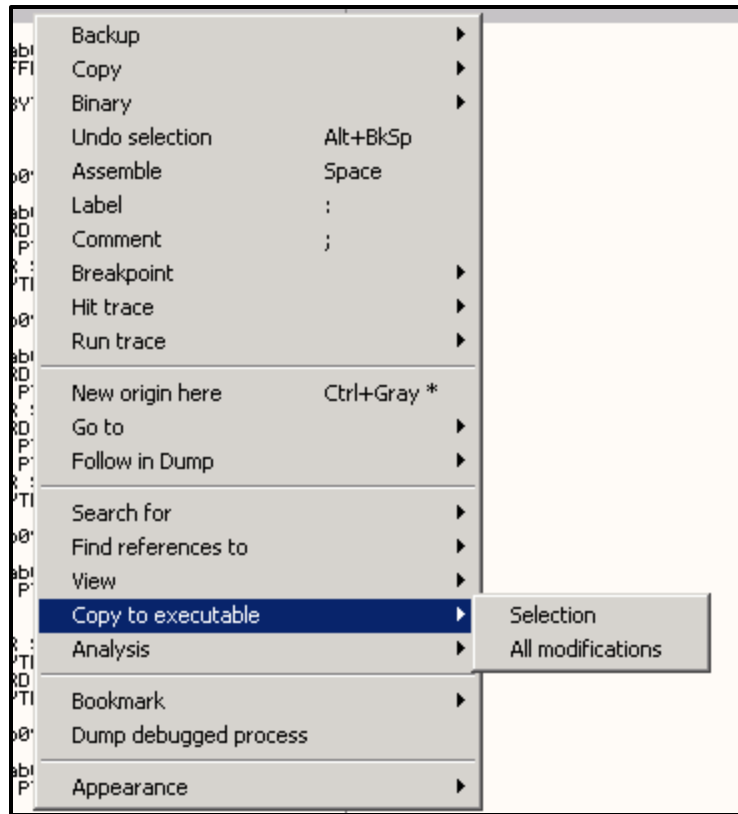 Backup
Copy
Binary
Undo selection Alt+BkSp
Assemble Space
Label :
Comment ;
Breakpoint
Hit trace
Run trace
New origin here Ctrl+Gray *
Go to
Follow in Dump
Search for
Find references to
View
Copy to executable
Selection
Analysis
All modifications
Bookmark
Dump debugged process
Appearance